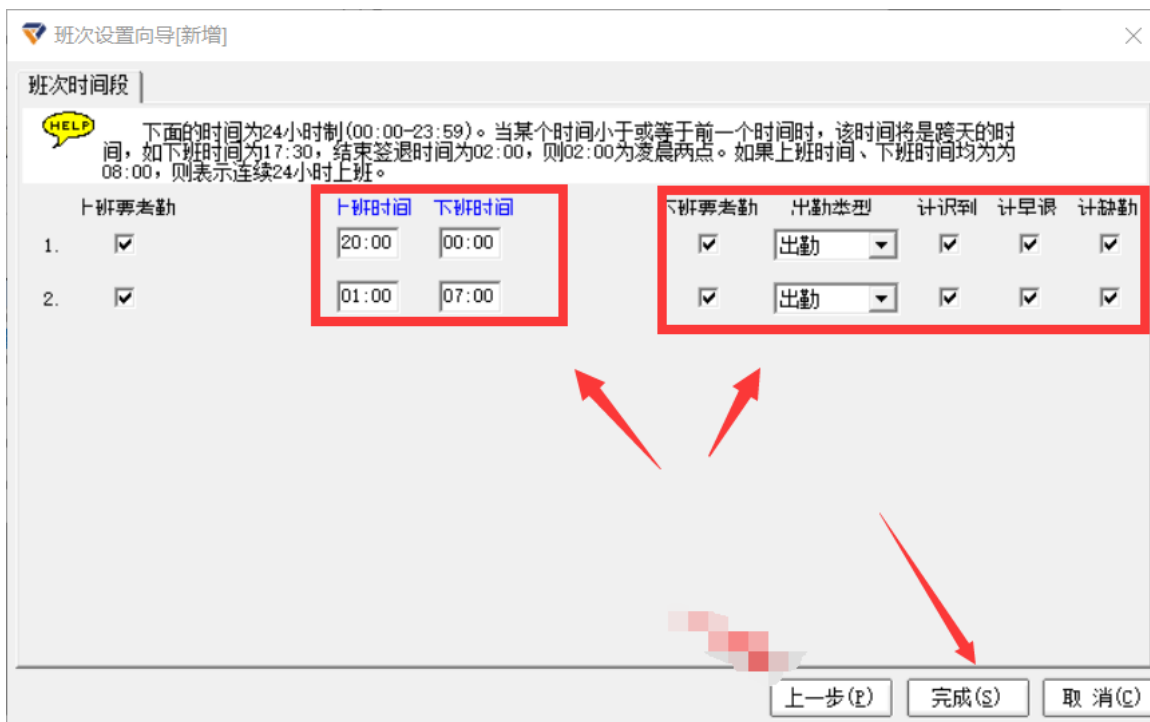 班次设置向导[新增]
班次时间段
HELP
下面的时间为24小时制(00:00-23:59)。当某个时间小于或等于前一个时间时，该时间将是跨天的时
间，如下班时间为17:30，结束签退时间为02:00，则02:00为凌晨两点。如果上班时间、下班时间均为为
08:00，则表示连续24小时上班。
上班要考勤 上班时间 下班时间 下班要考勤 出勤类型 计迟到 计早退 计缺勤
1. 20:00 00:00 出勤
2. 01:00 07:00 出勤
上一步(P) 完成(S) 取 消(C)